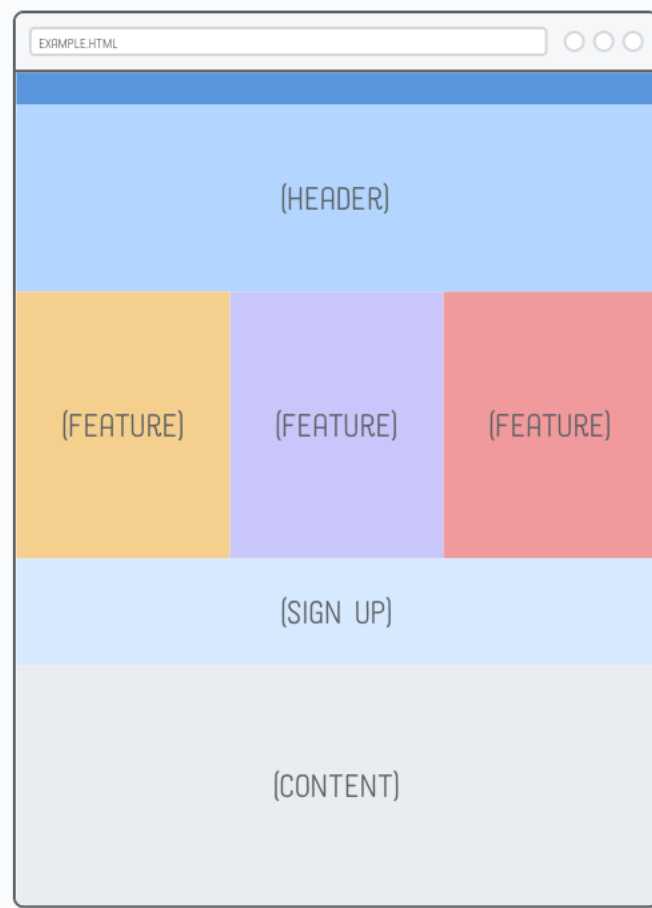 EXAMPLE.HTML
(HEADER)
(FEATURE) (FEATURE) (FEATURE)
(SIGN UP)
(CONTENT)